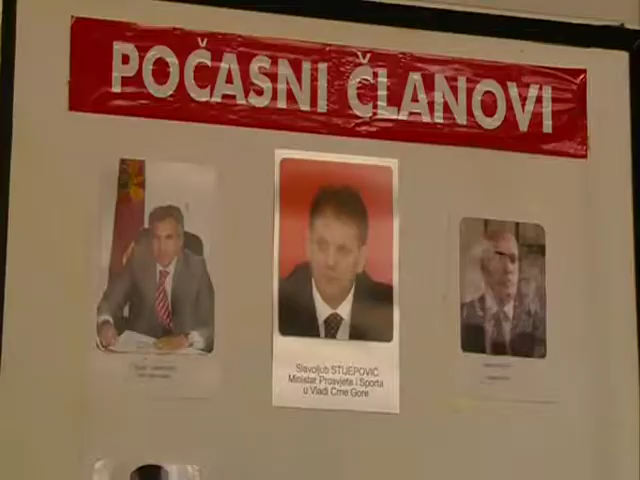 POČASNI ČLANOVI
Slavoljub STIJEPOVIĆ
Ministar Prosvjete i Sporta
u Vladi Crne Gore